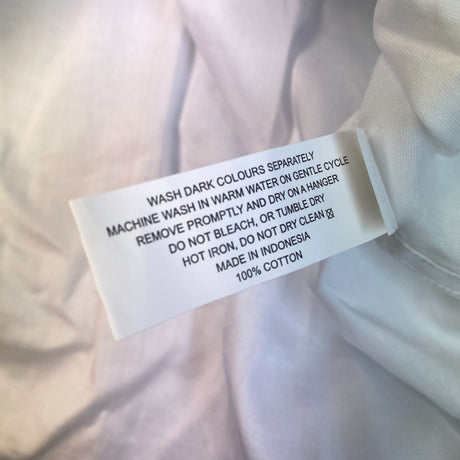 WASH DARK COLOURS SEPARATELY
MACHINE WASH IN WARM WATER ON GENTLE CYCLE
REMOVE PROMPTLY AND DRY ON A HANGER
DO NOT BLEACH, OR TUMBLE DRY
HOT IRON, DO NOT DRY CLEAN
MADE IN INDONESIA
100% COTTON